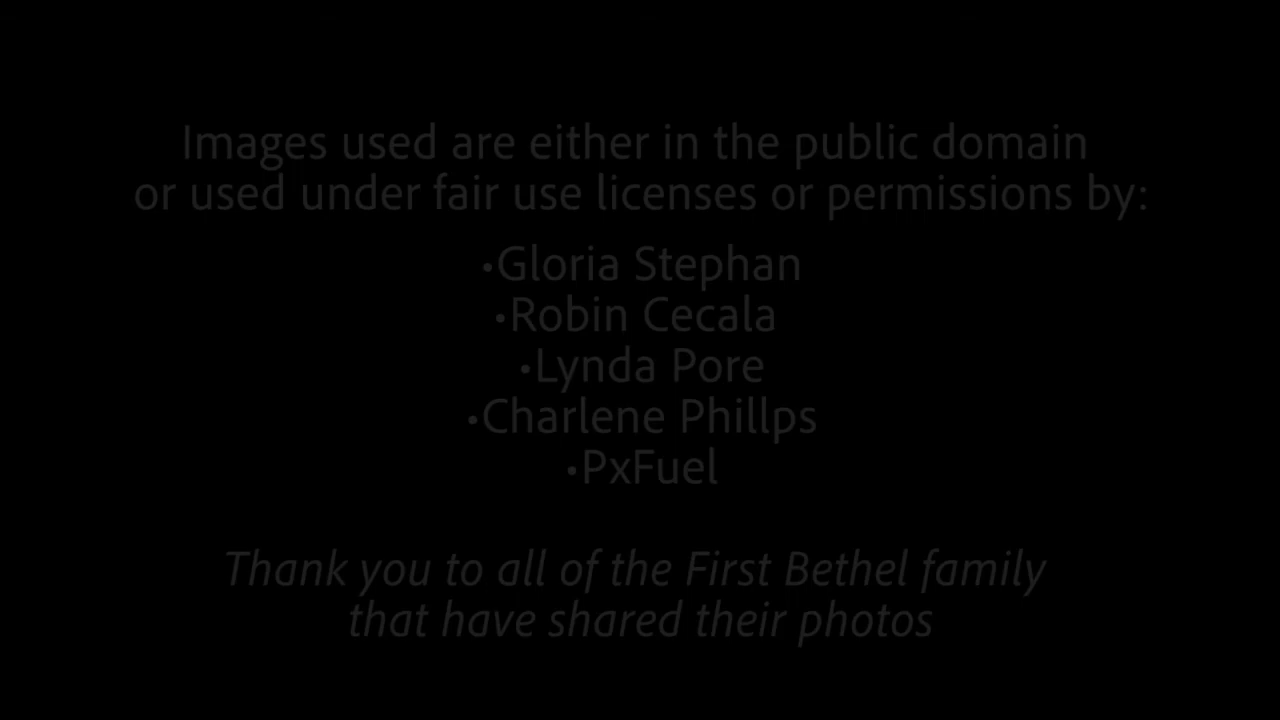 Images used are either in the public domain
or used under fair use licenses or permissions by:
•Gloria Stephan
•Robin Cecala
•Lynda Pore
•Charlene Phillps
•PxFuel
Thank you to all of the First Bethel family
that have shared their photos